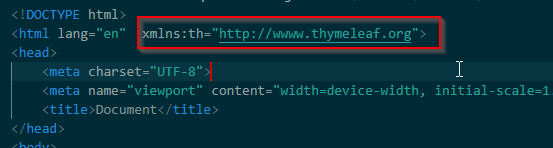 <!DOCTYPE html>
<html lang="en"  xmlns:th="http://wwww.thymeleaf.org">
<head>
    <meta charset="UTF-8">
    <meta name="viewport" content="width=device-width, initial-scale=1
    <title>Document</title>
</head>
<body>